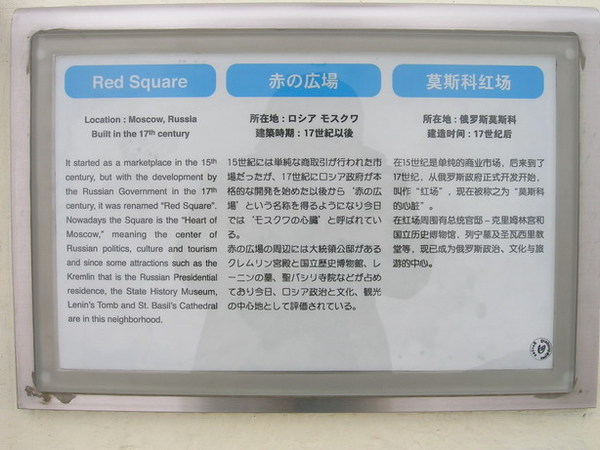 Red Square
Location : Moscow, Russia
Built in the 17th century
It started as a marketplace in the 15th
century, but with the development by
the Russian Government in the 17th
century, it was renamed “Red Square”.
Nowadays the Square is the “Heart of
Moscow,” meaning the center of
Russian politics, culture and tourism
and since some attractions such as the
Kremlin that is the Russian Presidential
residence, the State History Museum,
Lenin's Tomb and St. Basil's Cathedral
are in this neighborhood.
赤の広場
所在地：ロシア モスクワ
建築時期：17世紀以後
15世紀には単純な商取引が行われた市
場だったが、17世紀にロシア政府が本
格的な開発を始めた以後から‘赤の広
場’という名称を得るようになり今日
では‘モスクワの心臓’と呼ばれてい
る。
赤の広場の周辺には大統領公邸がある
クレムリン宮殿と国立歴史博物館、レ
ーニンの墓、聖バシリ寺院などが占め
ており今日、ロシア政治と文化、観光
の中心地として評価されている。
莫斯科红场
所在地：俄罗斯莫斯科
建造时间：17世纪后
在15世纪是单纯的商业市场，后来到了
17世纪，从俄罗斯政府正式开发开始，
叫作“红场”，现在被称之为“莫斯科
的心脏”。
在红场周围有总统官邸－克里姆林宫和
国立历史博物馆，列宁墓及圣瓦西里教
堂等，现已成为俄罗斯政治、文化与旅
游的中心。